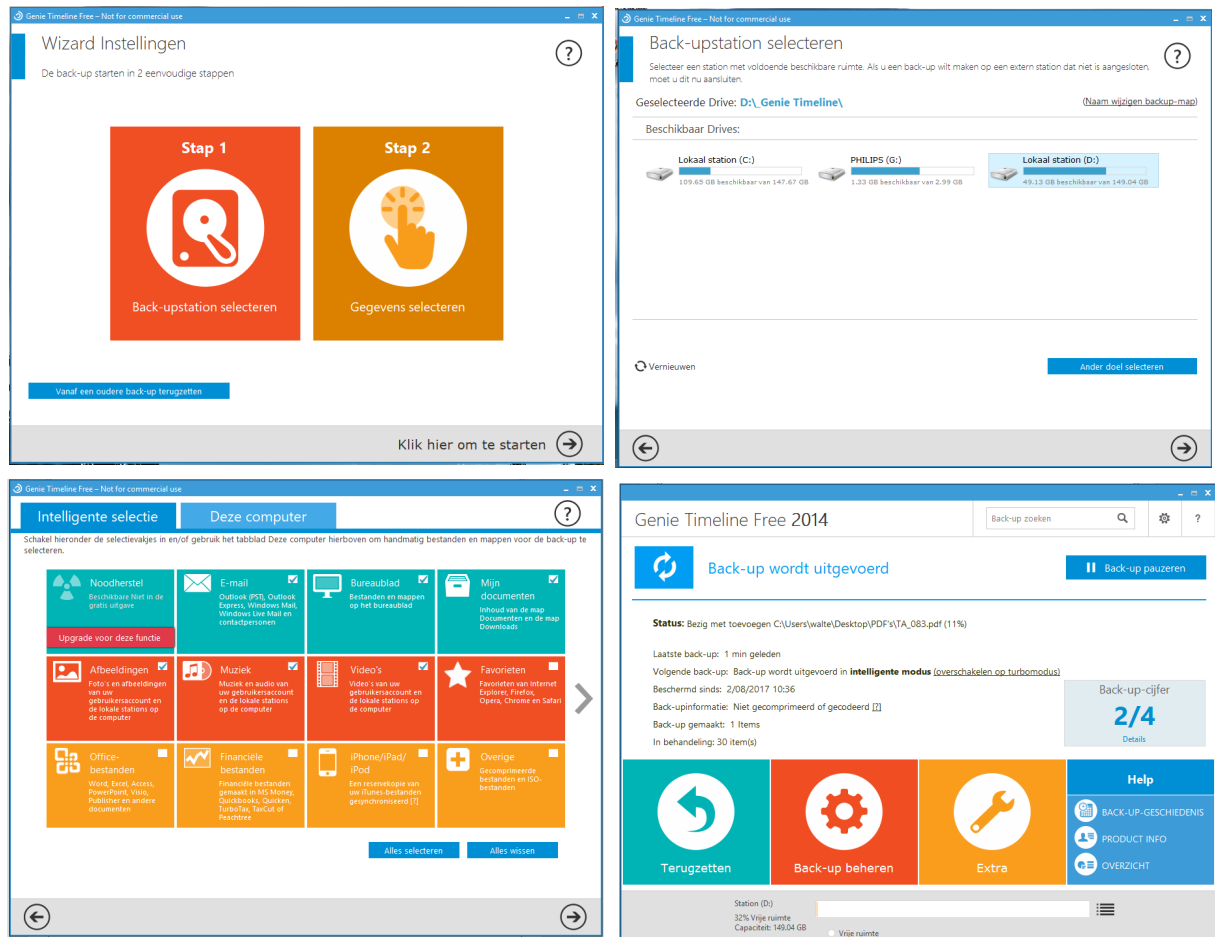 Genie Timeline Free – Not for commercial use
Wizard Instellingen
?
De back-up starten in 2 eenvoudige stappen
Stap 1
Back-upstation selecteren
Stap 2
Gegevens selecteren
Vanaf een oudere back-up terugzetten
Klik hier om te starten
Genie Timeline Free – Not for commercial use
Back-upstation selecteren
?
Selecteer een station met voldoende beschikbare ruimte. Als u een back-up wilt maken op een extern station dat niet is aangesloten,
moet u dit nu aansluiten.
Geselecteerde Drive: D:\_Genie Timeline\
(Naam wijzigen backup-map)
Beschikbaar Drives:
Lokaal station (C:)
109.65 GB beschikbaar van 147.67 GB
PHILIPS (G:)
1.33 GB beschikbaar van 2.99 GB
Lokaal station (D:)
49.13 GB beschikbaar van 149.04 GB
Vernieuwen
Ander doel selecteren
Genie Timeline Free – Not for commercial use
Intelligente selectie
Deze computer
?
Schakel hieronder de selectievakjes in en/of gebruik het tabblad Deze computer hierboven om handmatig bestanden en mappen voor de back-up te
selecteren.
Noodherstel
Beschikbare Niet in de
gratis uitgave
Upgrade voor deze functie
E-mail
Outlook (PST), Outlook
Express, Windows Mail,
Windows Live Mail en
contactpersonen
Bureaublad
Bestanden en mappen
op het bureaublad
Mijn
documenten
Inhoud van de map
Documenten en de map
Downloads
Afbeeldingen
Foto's en afbeeldingen
van uw
gebruikersaccount en
de lokale stations op
de computer
Muziek
Muziek en audio van
uw gebruikersaccount
en de lokale stations
op de computer
Video's
Video's van uw
gebruikersaccount en
de lokale stations op
de computer
Favorieten
Favorieten van Internet
Explorer, Firefox,
Opera, Chrome en Safari
Office-
bestanden
Word, Excel, Access,
PowerPoint, Visio,
Publisher en andere
documenten
Financiële
bestanden
Financiële bestanden
gemaakt in MS Money,
Quickbooks, Quicken,
TurboTax, TaxCut of
Peachtree
iPhone/iPad/
iPod
Een reservekopie van
uw iTunes-bestanden
gesynchroniseerd [?]
Overige
Gecomprimeerde
bestanden en ISO-
bestanden
Alles selecteren
Alles wissen
Genie Timeline Free 2014
Back-up zoeken
?
Back-up wordt uitgevoerd
Back-up pauzeren
Status: Bezig met toevoegen C:\Users\walte\Desktop\PDF's\TA_083.pdf (11%)
Laatste back-up: 1 min geleden
Volgende back-up: Back-up wordt uitgevoerd in intelligente modus (overschakelen op turbomodus)
Beschermd sinds: 2/08/2017 10:36
Back-upinformatie: Niet gecomprimeerd of gecodeerd [?]
Back-up gemaakt: 1 Items
In behandeling: 30 item(s)
Back-up-cijfer
2/4
Details
Terugzetten
Back-up beheren
Extra
Help
BACK-UP-GESCHIEDENIS
PRODUCT INFO
OVERZICHT
Station (D:)
32% Vrije ruimte
Capaciteit: 149.04 GB
Vrije ruimte